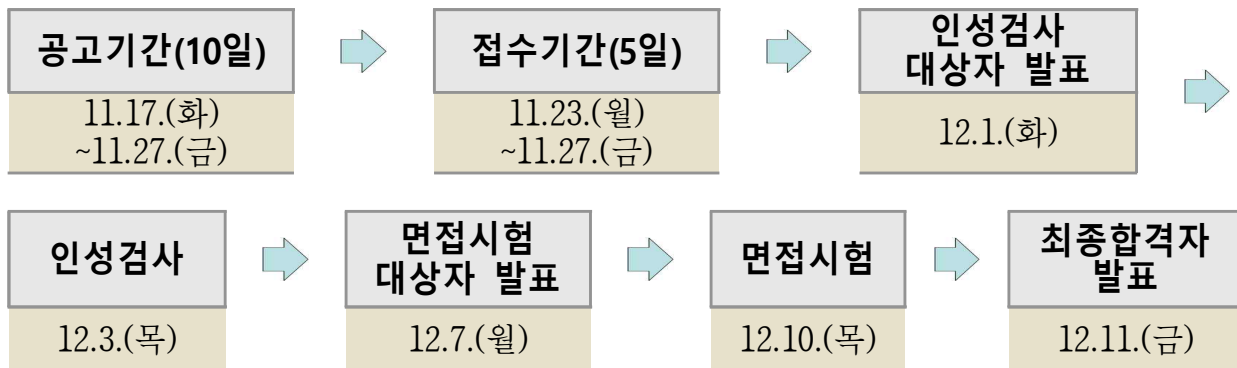 공고기간(10일)
11.17.(화)
~11.27.(금)
접수기간(5일)
11.23.(월)
~11.27.(금)
인성검사
대상자 발표
12.1.(화)
인성검사
12.3.(목)
면접시험
대상자 발표
12.7.(월)
면접시험
12.10.(목)
최종합격자
발표
12.11.(금)